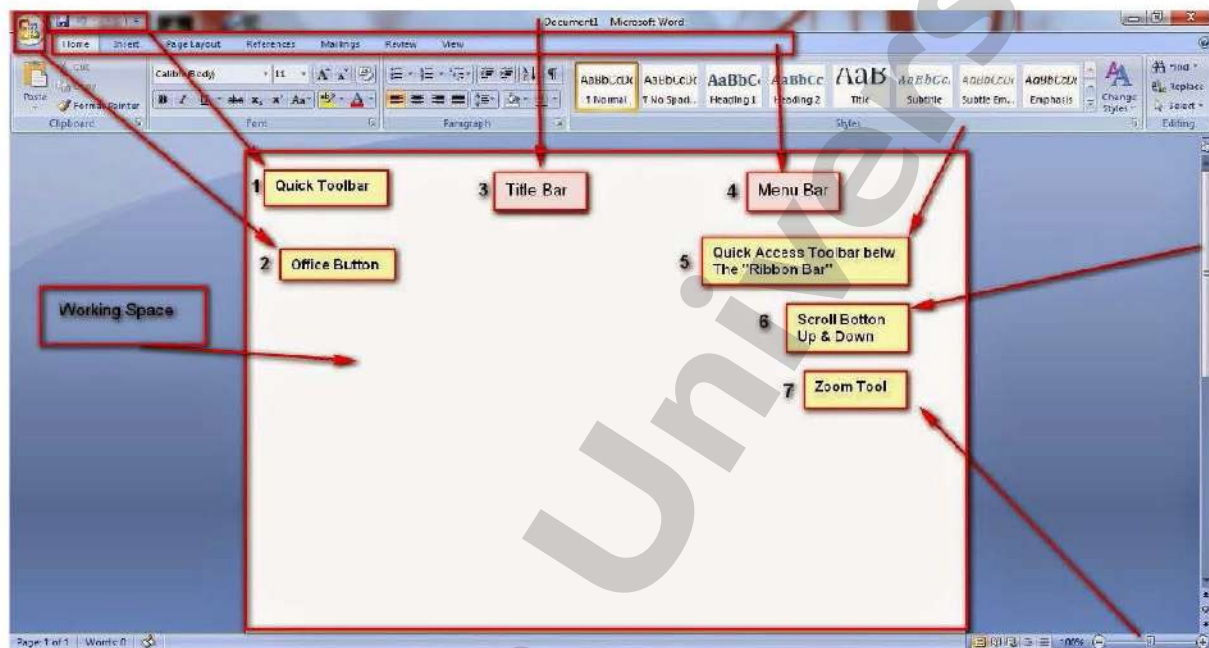 Document1 - Microsoft Word
Home Insert Page Layout References Mailings Review View
Cut
Copy
Paste
Format Painter
Calibri (Body) 11
AaBbCcDc AaBbCcDc AaBbC AaBbCc AaB AaBbCc. AaBbCcDc AaBbCcDc
¶ Normal ¶ No Spaci... Heading 1 Heading 2 Title Subtitle Subtle Em... Emphasis
Change
Styles
Find
Replace
Select
Clipboard Font Paragraph Styles Editing
1 Quick Toolbar
3 Title Bar
4 Menu Bar
2 Office Button
5 Quick Access Toolbar belw
The "Ribbon Bar"
Working Space
6 Scroll Botton
Up & Down
7 Zoom Tool
Page: 1 of 1 Words: 0
100%
Univers